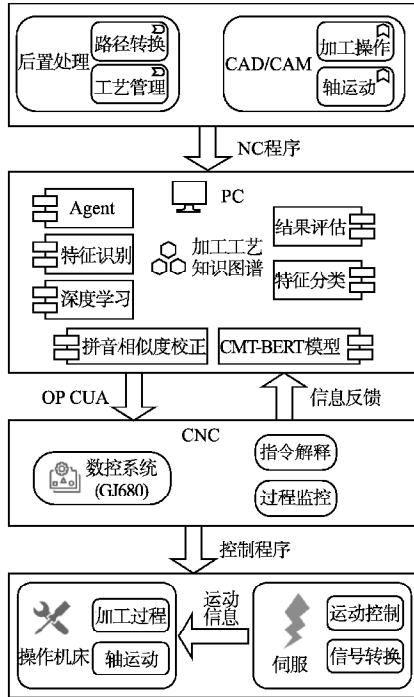 后置处理
路径转换
工艺管理
CAD/CAM
加工操作
轴运动
NC程序
PC
Agent
特征识别
深度学习
加工工艺
知识图谱
结果评估
特征分类
拼音相似度校正
CMT-BERT模型
OP CUA
信息反馈
CNC
数控系统
(GJ680)
指令解释
过程监控
控制程序
操作机床
加工过程
轴运动
运动
信息
伺服
运动控制
信号转换